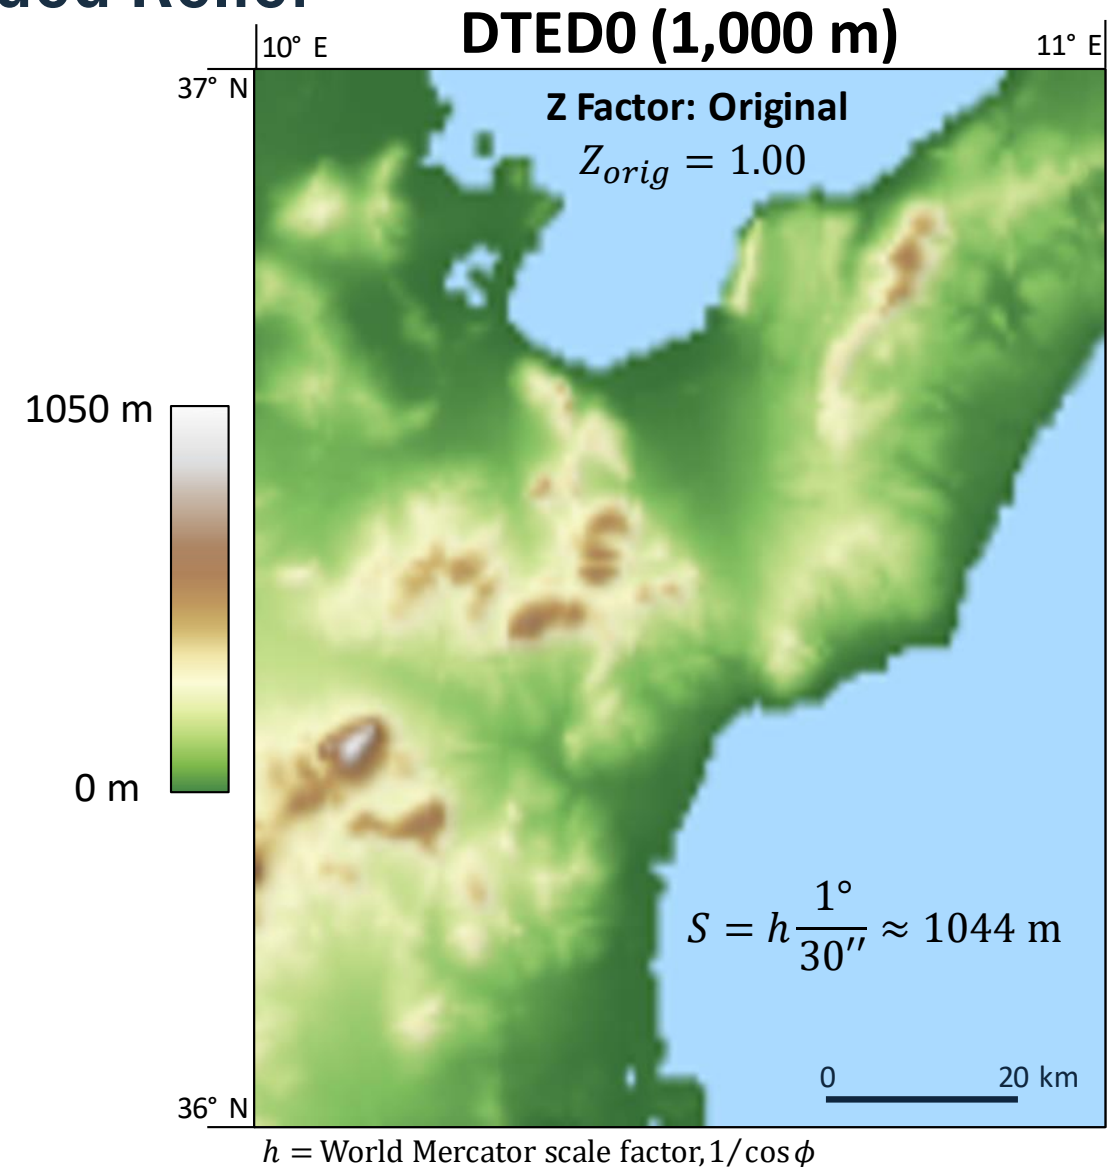 DTED0 (1,000 m)
10° E
11° E
37° N
Z Factor: Original
Z_orig = 1.00
1050 m
0 m
S = h 1°/30″ ≈ 1044 m
0 20 km
36° N
h = World Mercator scale factor, 1/cos ϕ